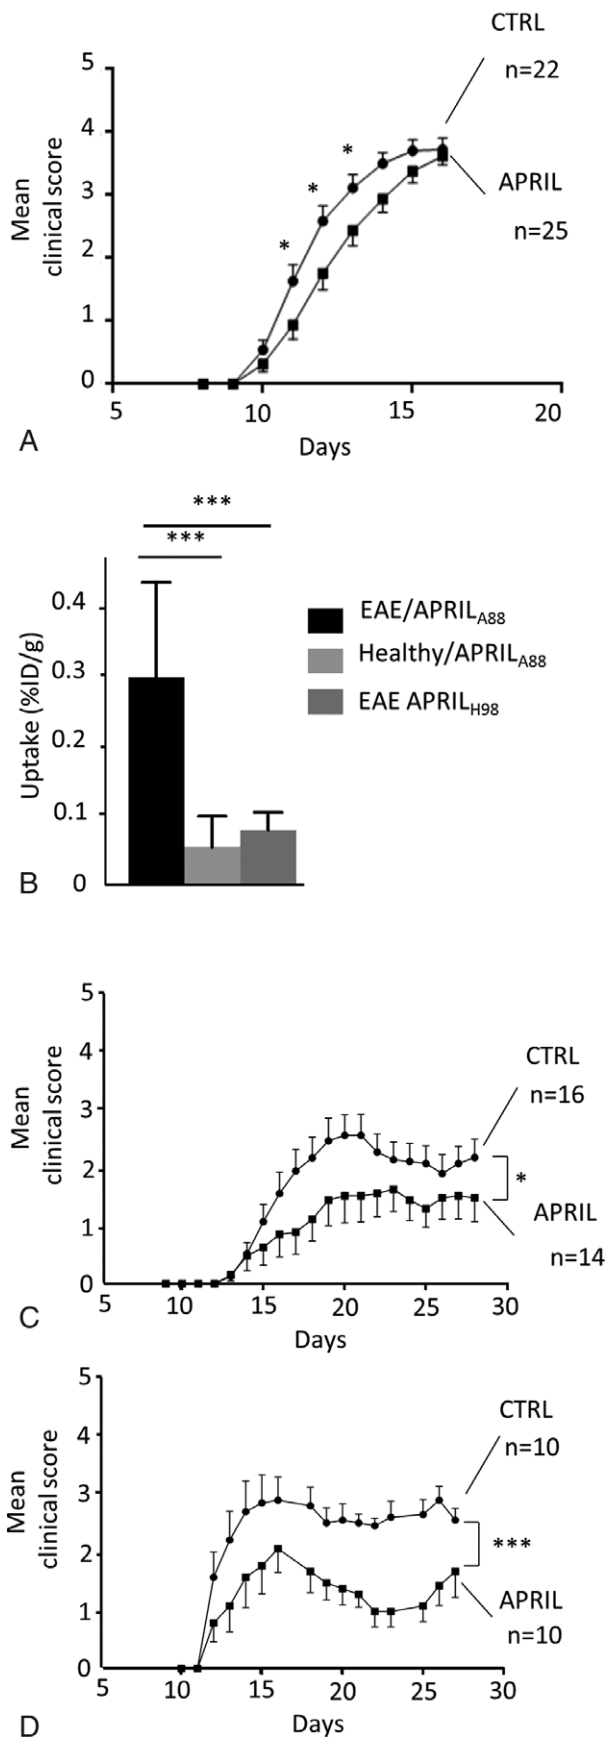 CTRL
n=22
APRIL
n=25
Mean
clinical score
5
4
3
2
1
0
*
*
*
5
10
15
20
Days
A
***
***
Uptake (%ID/g)
0.4
0.3
0.2
0.1
0
EAE/APRILA88
Healthy/APRILA88
EAE APRILH98
B
Mean
clinical score
5
4
3
2
1
0
CTRL
n=16
*
APRIL
n=14
5
10
15
20
25
30
Days
C
Mean
clinical score
5
4
3
2
1
0
CTRL
n=10
***
APRIL
n=10
5
10
15
20
25
30
Days
D